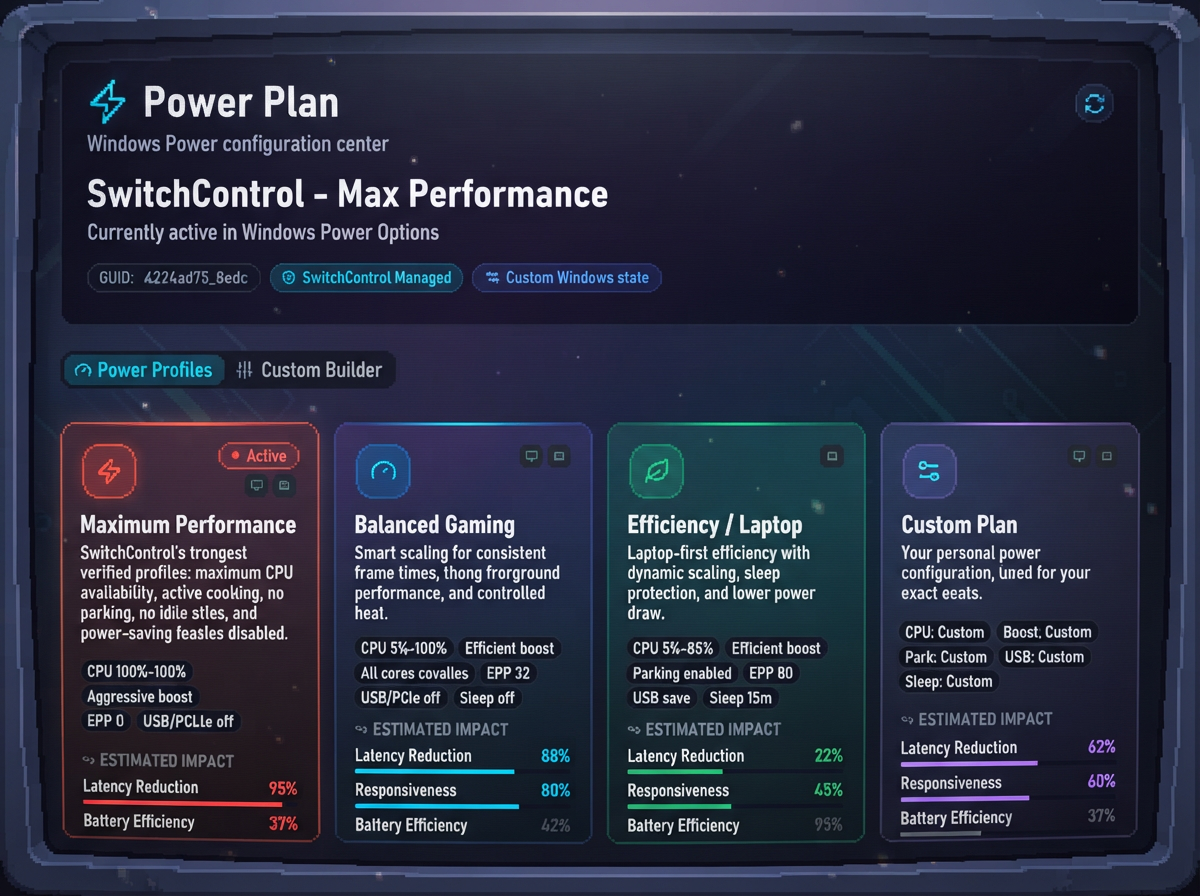 Power Plan
Windows Power configuration center
SwitchControl - Max Performance
Currently active in Windows Power Options
GUID: 4224ad75_8edc
SwitchControl Managed
Custom Windows state
Power Profiles
Custom Builder
Active
Maximum Performance
SwitchControl's trongest
verified profiles: maximum CPU
availability, active cooking, no
parking, no idile stles, and
power-saving feasles disabled.
CPU 100%-100%
Aggressive boost
EPP 0 USB/PCLIe off
ESTIMATED IMPACT
Latency Reduction 95%
Battery Efficiency 37%
Balanced Gaming
Smart scaling for consistent
frame times, thong frorground
performance, and controlled
heat.
CPU 5%-100% Efficient boost
All cores covalles EPP 32
USB/PCIe off Sleep off
ESTIMATED IMPACT
Latency Reduction 88%
Responsiveness 80%
Battery Efficiency 42%
Efficiency / Laptop
Laptop-first efficiency with
dynamic scaling, sleep
protection, and lower power
draw.
CPU 5%-85% Efficient boost
Parking enabled EPP 80
USB save Sleep 15m
ESTIMATED IMPACT
Latency Reduction 22%
Responsiveness 45%
Battery Efficiency 95%
Custom Plan
Your personal power
configuration, for your
exact eeats.
CPU: Custom Boost. Custom
Park: Custom USB: Custom
Sleep: Custom
ESTIMATED IMPACT
Latency Reduction 62%
Responsiveness 60%
Battery Efficiency 37%